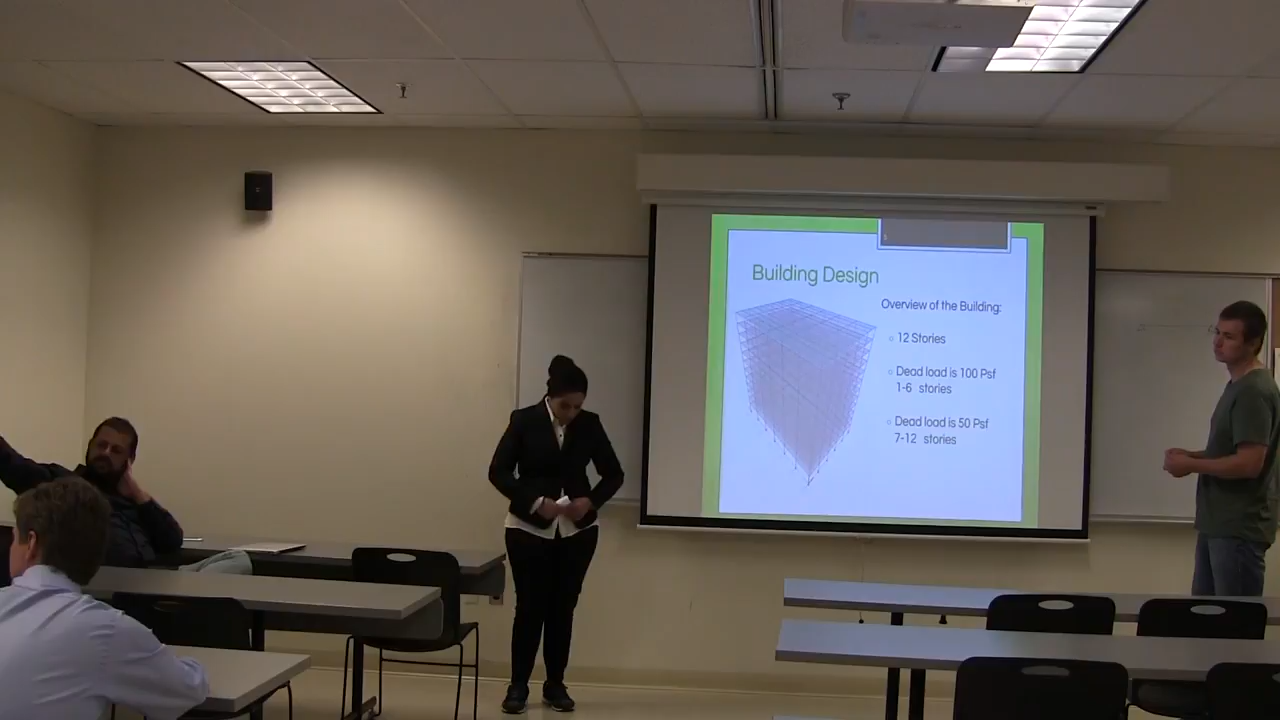 Building Design
Overview of the Building:
12 Stories
Dead load is 100 Psf
1-6 stories
Dead load is 50 Psf
7-12 stories